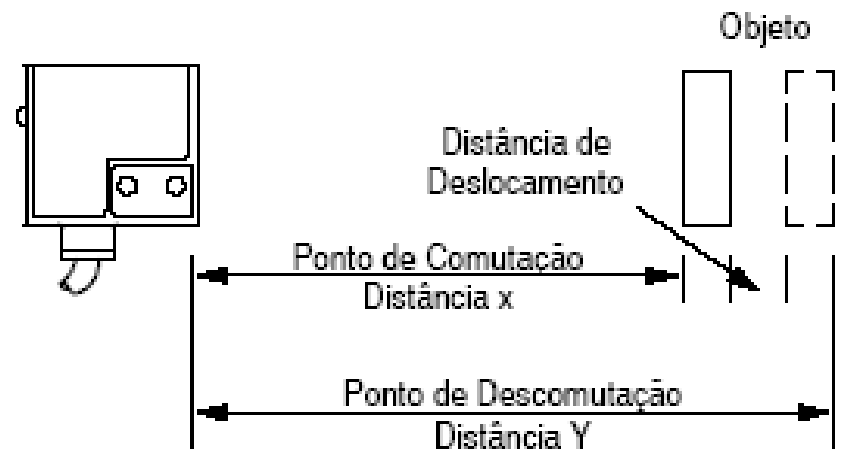 Objeto
Distância de
Deslocamento
Ponto de Comutação
Distância x
Ponto de Descomutação
Distância Y